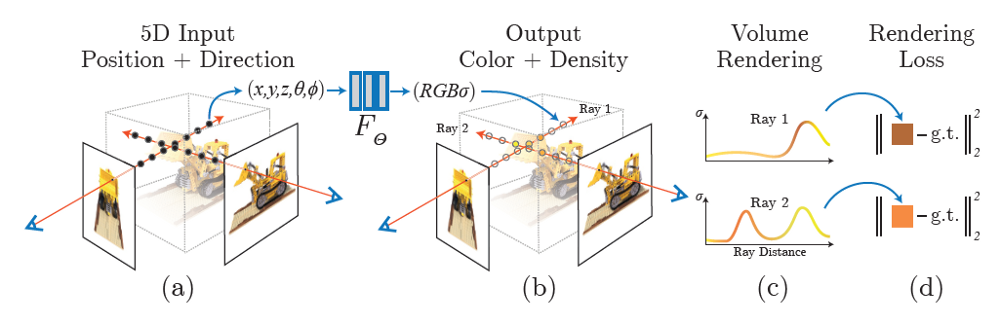 5D Input
Position + Direction
Output
Color + Density
Volume
Rendering
Rendering
Loss
(x,y,z,θ,ϕ)
F_Θ
(RGBσ)
Ray 1
Ray 2
σ
Ray 1
‖ – g.t. ‖²₂
σ
Ray 2
Ray Distance
‖ – g.t. ‖²₂
(a)
(b)
(c)
(d)